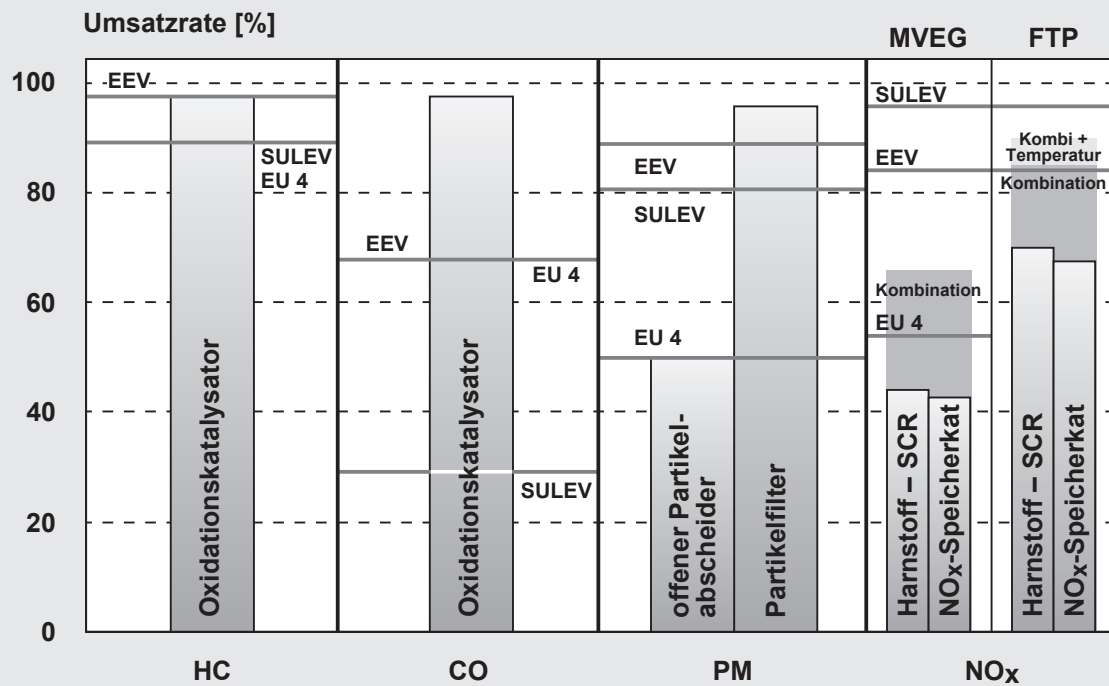 Umsatzrate [%]
MVEG
FTP
100
80
60
40
20
0
EEV
SULEV
EU 4
Oxidationskatalysator
HC
EEV
EU 4
SULEV
Oxidationskatalysator
CO
EEV
SULEV
EU 4
offener Partikel-
abscheider
Partikelfilter
PM
SULEV
EEV
Kombination
EU 4
Harnstoff – SCR
NOx-Speicherkat
Kombi +
Temperatur
Kombination
Harnstoff – SCR
NOx-Speicherkat
NOx